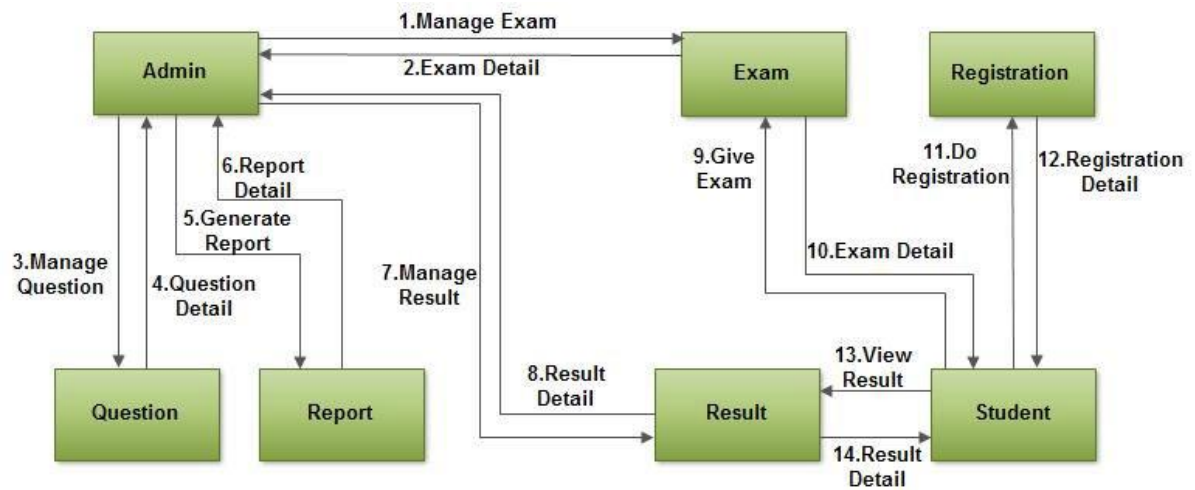 1.Manage Exam
Admin
2.Exam Detail
Exam
Registration
6.Report
Detail
9.Give
Exam
11.Do
Registration
12.Registration
Detail
5.Generate
Report
3.Manage
Question
4.Question
Detail
7.Manage
Result
10.Exam Detail
8.Result
Detail
13.View
Result
Question
Report
Result
Student
14.Result
Detail